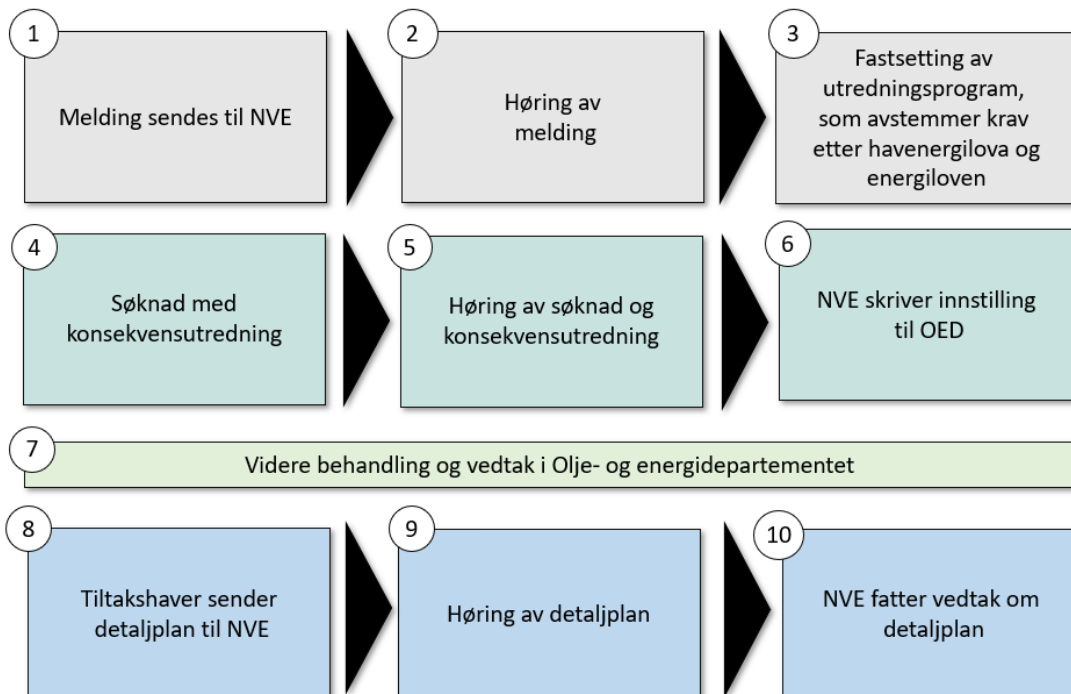 1
Melding sendes til NVE
2
Høring av
melding
3
Fastsetting av
utredningsprogram,
som avstemmer krav
etter havenergilova og
energiloven
4
Søknad med
konsekvensutredning
5
Høring av søknad og
konsekvensutredning
6
NVE skriver innstilling
til OED
7
Videre behandling og vedtak i Olje- og energidepartementet
8
Tiltakshaver sender
detaljplan til NVE
9
Høring av detaljplan
10
NVE fatter vedtak om
detaljplan